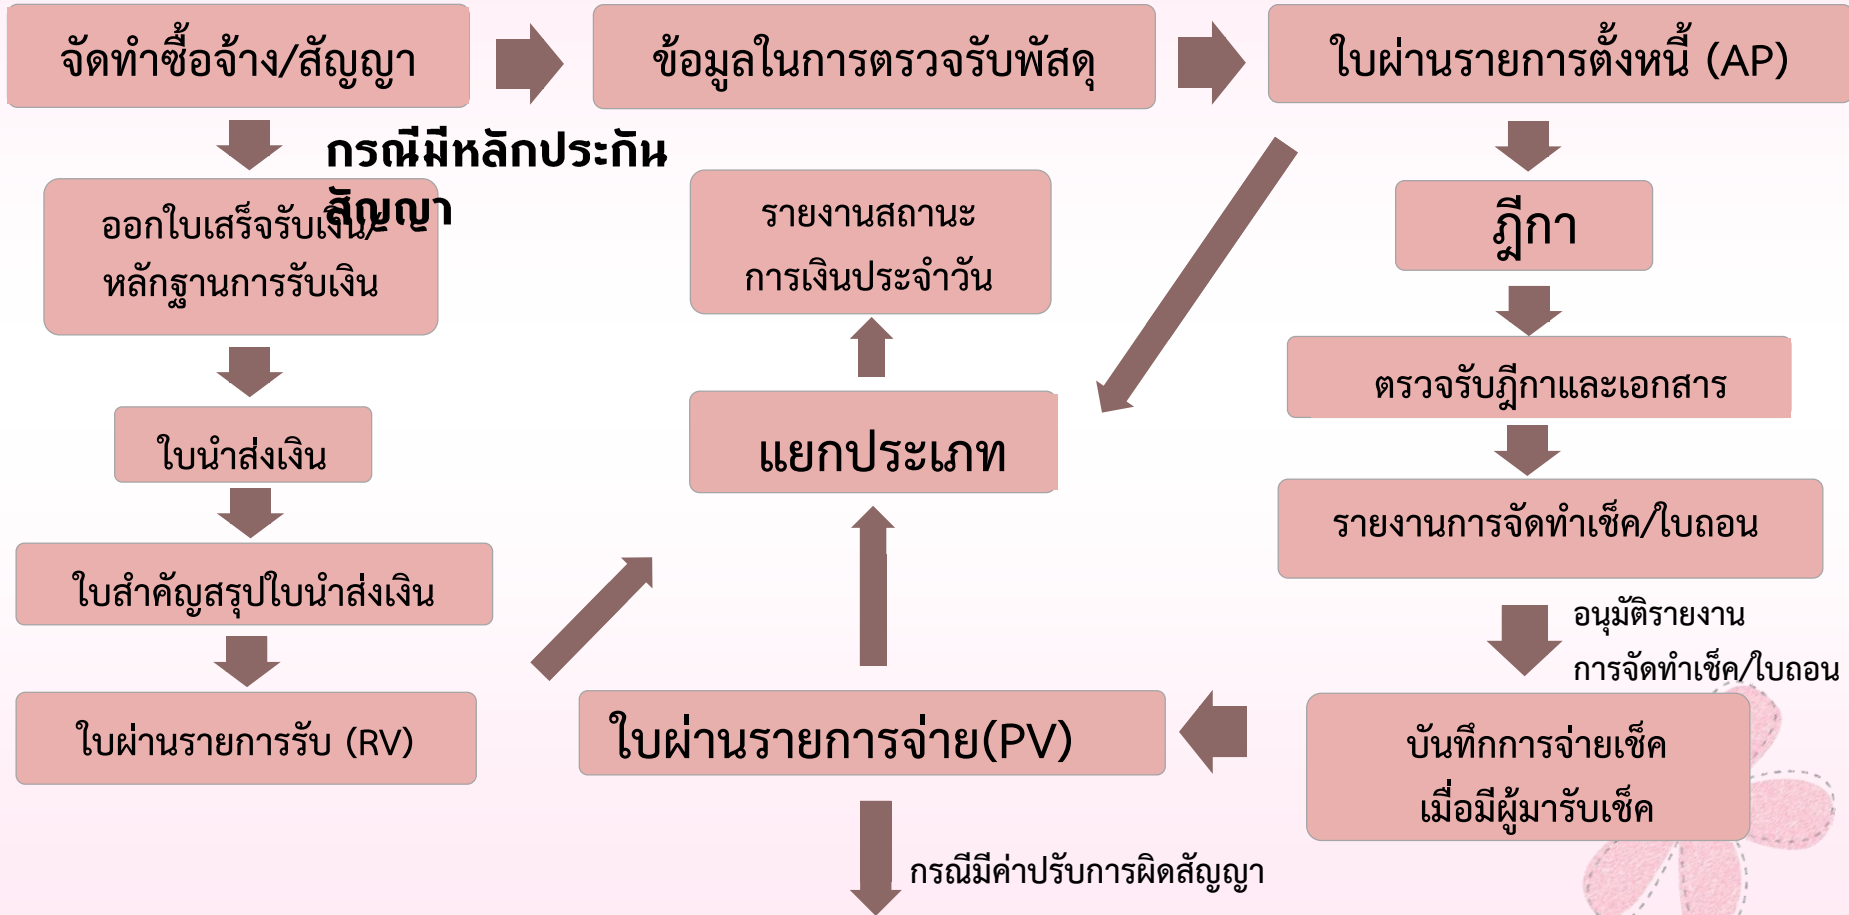 จัดทำซื้อจ้าง/สัญญา
ข้อมูลในการตรวจรับพัสดุ
ใบผ่านรายการตั้งหนี้ (AP)
กรณีมีหลักประกัน
สัญญา
ออกใบเสร็จรับเงิน/
หลักฐานการรับเงิน
รายงานสถานะ
การเงินประจำวัน
ฎีกา
ตรวจรับฎีกาและเอกสาร
ใบนำส่งเงิน
แยกประเภท
รายงานการจัดทำเช็ค/ใบถอน
ใบสำคัญสรุปใบนำส่งเงิน
อนุมัติรายงาน
การจัดทำเช็ค/ใบถอน
ใบผ่านรายการรับ (RV)
ใบผ่านรายการจ่าย(PV)
บันทึกการจ่ายเช็ค
เมื่อมีผู้มารับเช็ค
กรณีมีค่าปรับการผิดสัญญา